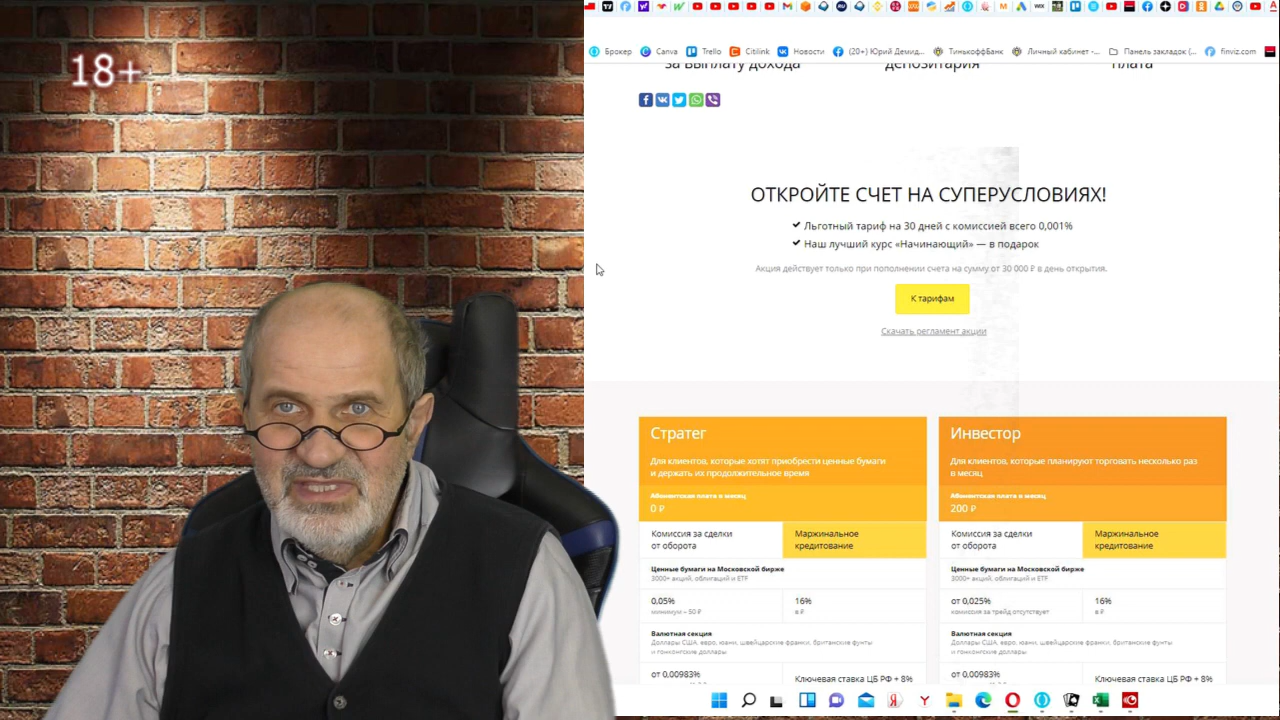 18+
Брокер
Canva
Trello
Citilink
Новости
(20+) Юрий Демид...
ТинькоффБанк
Личный кабинет –...
Панель закладок (...
finviz.com
за выплату дохода
депозитария
плата
ОТКРОЙТЕ СЧЕТ НА СУПЕРУСЛОВИЯХ!
Льготный тариф на 30 дней с комиссией всего 0,001%
Наш лучший курс «Начинающий» — в подарок
Акция действует только при пополнении счета на сумму от 30 000 ₽ в день открытия.
К тарифам
Скачать регламент акции
Стратег
Для клиентов, которые хотят приобрести ценные бумаги
и держать их продолжительное время
Абонентская плата в месяц
0 ₽
Комиссия за сделки
от оборота
Маржинальное
кредитование
Ценные бумаги на Московской бирже
3000+ акций, облигаций и ETF
0,05%
минимум – 50 ₽
16%
в ₽
Валютная секция
Доллары США, евро, юани, швейцарские франки, британские фунты
и гонконгские доллары
от 0,00983%
Ключевая ставка ЦБ РФ + 8%
Инвестор
Для клиентов, которые планируют торговать несколько раз
в месяц
Абонентская плата в месяц
200 ₽
Комиссия за сделки
от оборота
Маржинальное
кредитование
Ценные бумаги на Московской бирже
3000+ акций, облигаций и ETF
от 0,025%
комиссия за трейд отсутствует
16%
в ₽
Валютная секция
Доллары США, евро, юани, швейцарские франки, британские фунты
и гонконгские доллары
от 0,00983%
Ключевая ставка ЦБ РФ + 8%